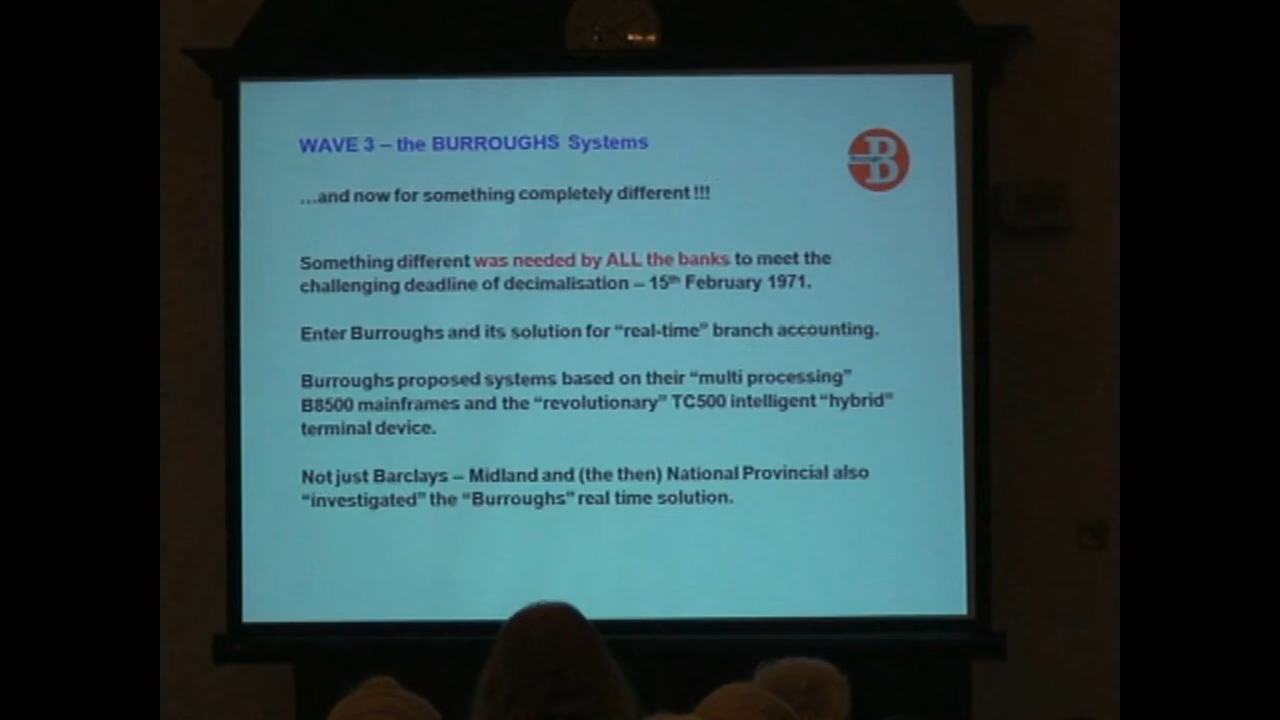 WAVE 3 – the BURROUGHS Systems
B
…and now for something completely different !!!
Something different was needed by ALL the banks to meet the
challenging deadline of decimalisation – 15th February 1971.
Enter Burroughs and its solution for “real-time” branch accounting.
Burroughs proposed systems based on their “multi processing”
B8500 mainframes and the “revolutionary” TC500 intelligent “hybrid”
terminal device.
Not just Barclays – Midland and (the then) National Provincial also
“investigated” the “Burroughs” real time solution.